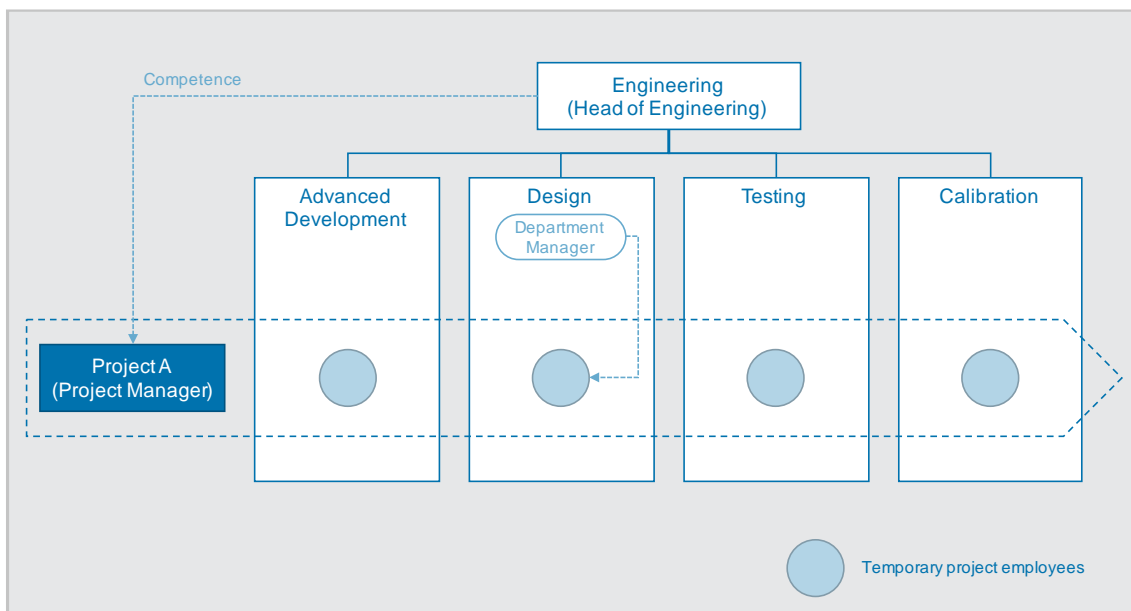 Competence
Engineering
(Head of Engineering)
Advanced
Development
Design
Testing
Calibration
Department
Manager
Project A
(Project Manager)
Temporary project employees